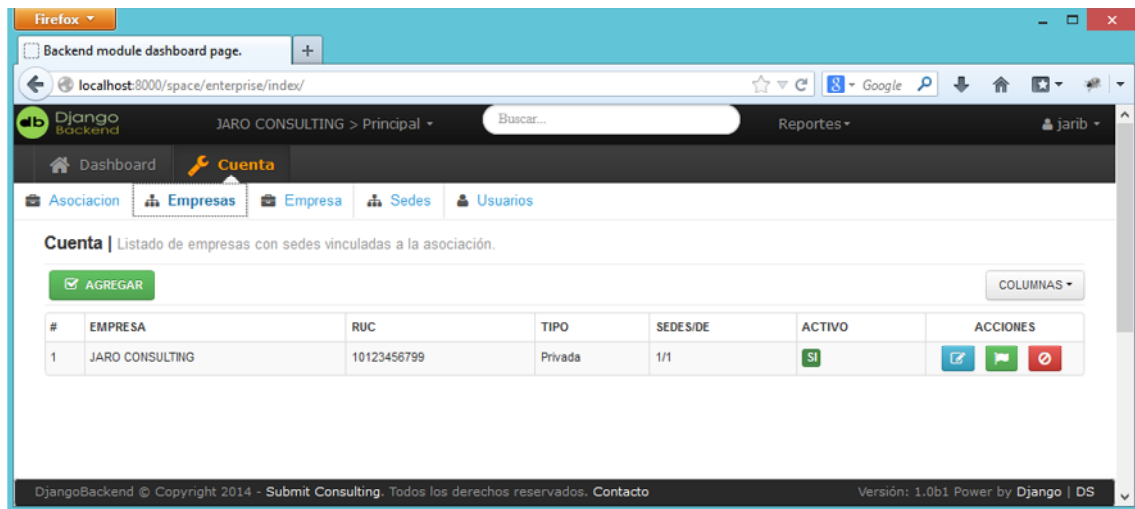 Firefox
Backend module dashboard page.
localhost:8000/space/enterprise/index/
8 Google
db Django Backend
JARO CONSULTING > Principal
Buscar...
Reportes
jarib
Dashboard
Cuenta
Asociacion
Empresas
Empresa
Sedes
Usuarios
Cuenta | Listado de empresas con sedes vinculadas a la asociación.
AGREGAR
COLUMNAS
# EMPRESA RUC TIPO SEDES/DE ACTIVO ACCIONES
1 JARO CONSULTING 10123456799 Privada 1/1 SI
DjangoBackend © Copyright 2014 - Submit Consulting. Todos los derechos reservados. Contacto
Versión: 1.0b1 Power by Django | DS